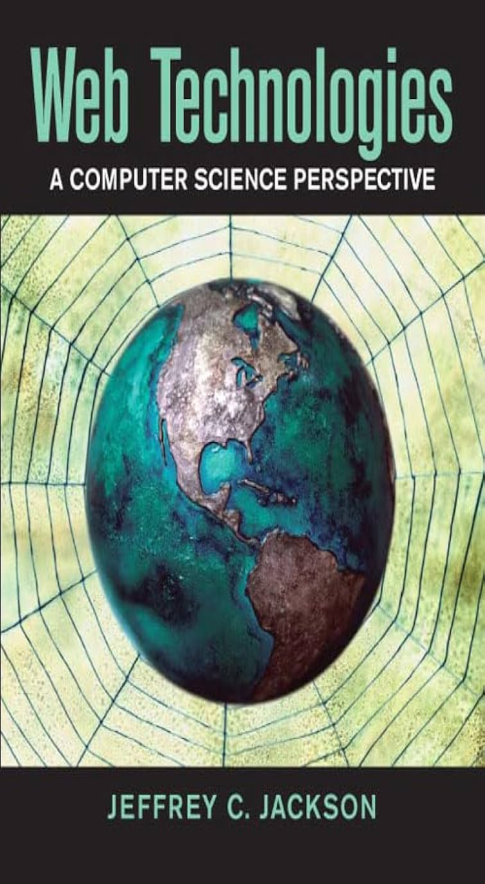 Web Technologies
A COMPUTER SCIENCE PERSPECTIVE
JEFFREY C. JACKSON